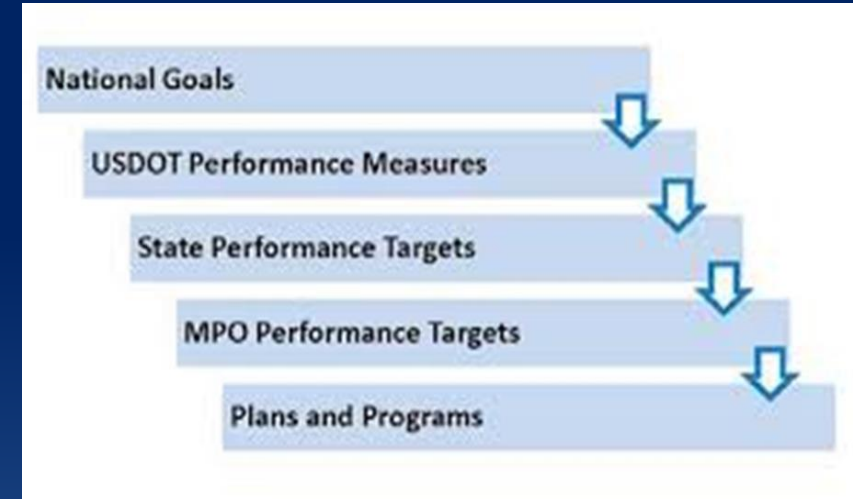 National Goals
USDOT Performance Measures
State Performance Targets
MPO Performance Targets
Plans and Programs